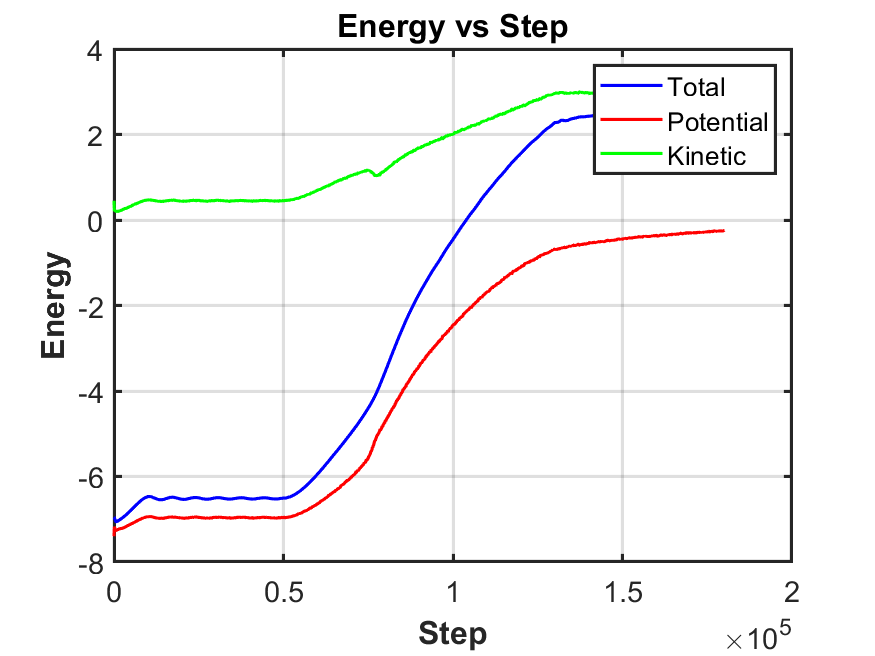 Energy vs Step
4
2
0
-2
-4
-6
-8
Energy
Total
Potential
Kinetic
0
0.5
1
1.5
2
Step
×10^5